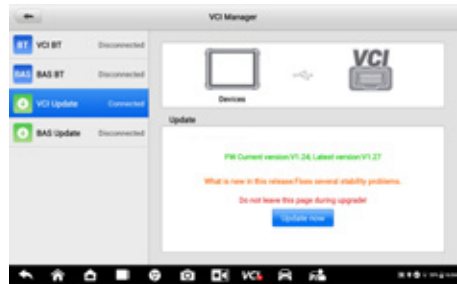 VCI Manager
BT VCI BT Disconnected
BAS BAS BT Disconnected
VCI Update Connected
BAS Update Disconnected
VCI
Devices
Update
FW Current version:V1.24, Latest version:V1.27
What is new in this release:Fixes several stability problems.
Do not leave this page during upgrade!
Update now
VCI